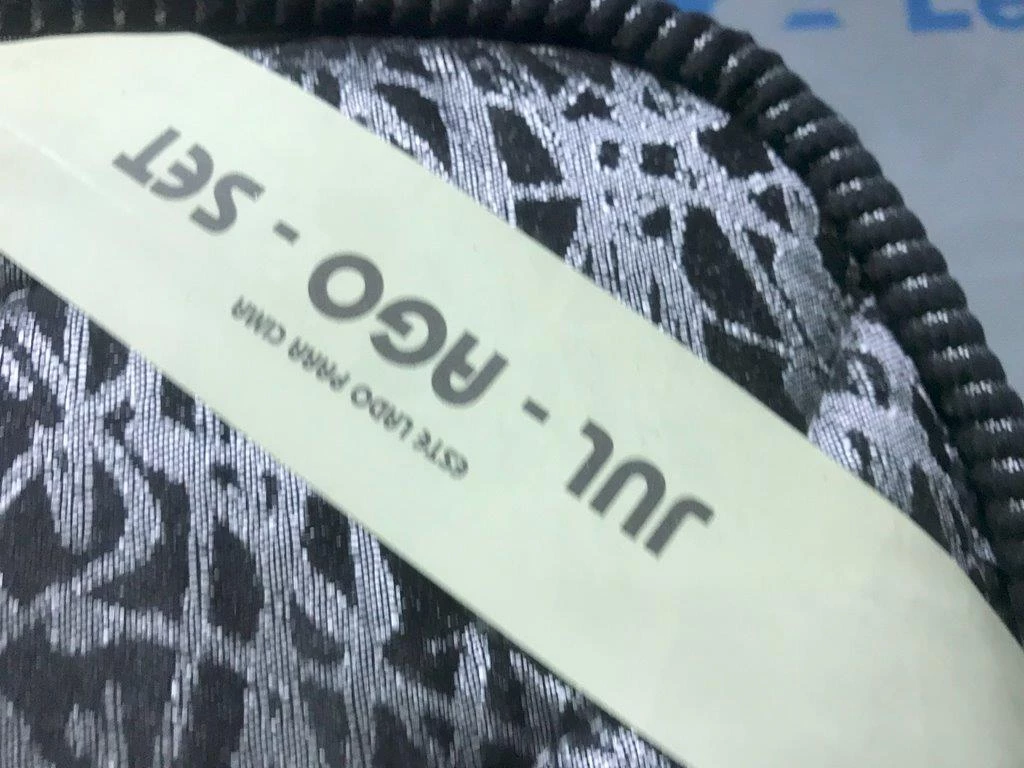 JUL - AGO - SET
ESTE LADO PARA CIMA